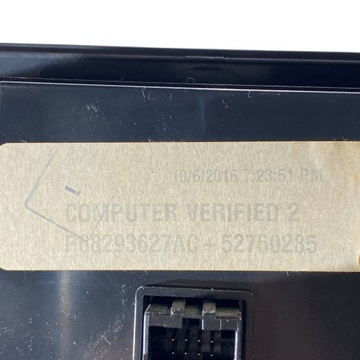 10/6/2016 7:23:51 PM
COMPUTER VERIFIED 2
P68293627AC + 52760285